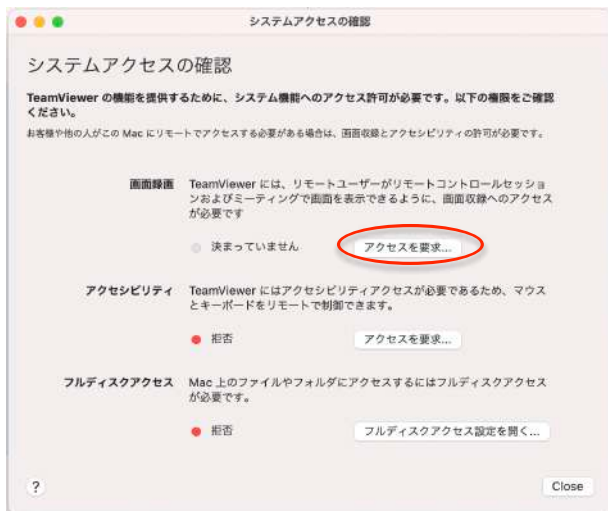 システムアクセスの確認
システムアクセスの確認
TeamViewer の機能を提供するために、システム機能へのアクセス許可が必要です。以下の権限をご確認
ください。
お客様や他の人がこの Mac にリモートでアクセスする必要がある場合は、画面収録とアクセシビリティの許可が必要です。
画面録画 TeamViewer には、リモートユーザーがリモートコントロールセッショ
ンおよびミーティングで画面を表示できるように、画面収録へのアクセス
が必要です
決まっていません アクセスを要求...
アクセシビリティ TeamViewer にはアクセシビリティアクセスが必要であるため、マウス
とキーボードをリモートで制御できます。
拒否 アクセスを要求...
フルディスクアクセス Mac 上のファイルやフォルダにアクセスするにはフルディスクアクセス
が必要です。
拒否 フルディスクアクセス設定を開く...
? Close